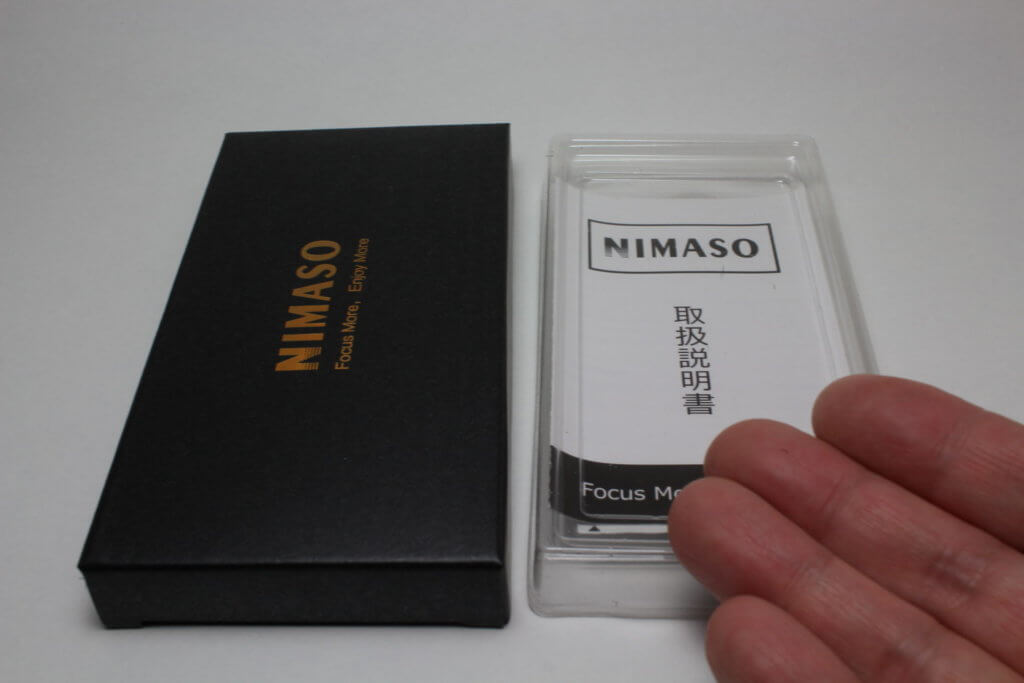 NIMASO
Focus More, Enjoy More
NIMASO
取扱説明書
Focus